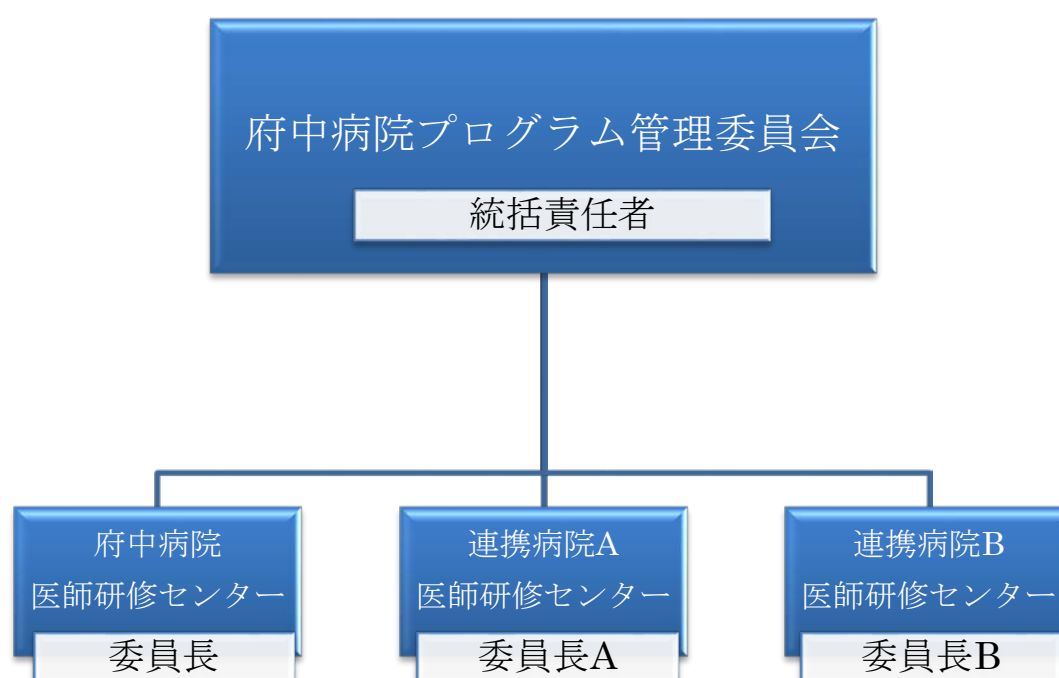 府中病院プログラム管理委員会
統括責任者
府中病院
医師研修センター
委員長
連携病院A
医師研修センター
委員長A
連携病院B
医師研修センター
委員長B